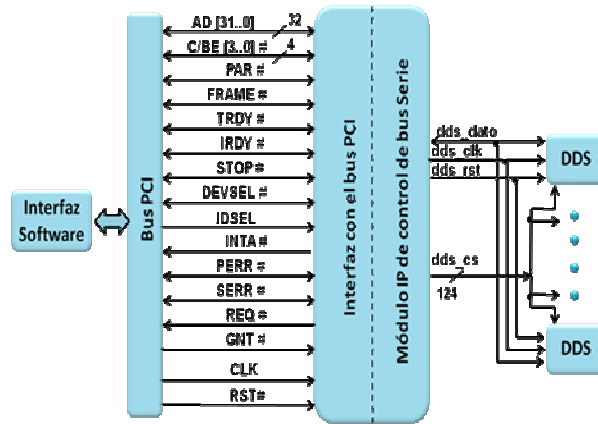 AD [31..0]
32
C/BE [3..0] #
4
PAR #
FRAME #
TRDY #
IRDY #
STOP#
DEVSEL #
IDSEL
INTA #
PERR #
SERR #
REQ #
GNT #
CLK
RST#
Interfaz
Software
Bus PCI
Interfaz con el bus PCI
Módulo IP de control de bus Serie
dds_dato
dds_clk
dds_rst
dds_cs
124
DDS
DDS